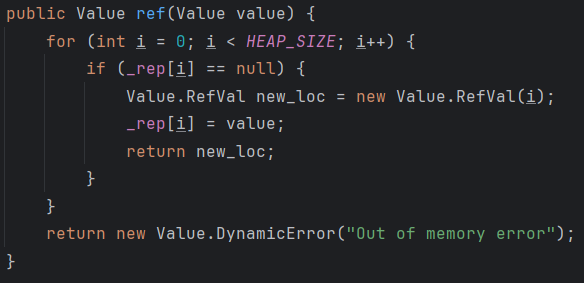 public Value ref(Value value) {
    for (int i = 0; i < HEAP_SIZE; i++) {
        if (_rep[i] == null) {
            Value.RefVal new_loc = new Value.RefVal(i);
            _rep[i] = value;
            return new_loc;
        }
    }
    return new Value.DynamicError("Out of memory error");
}